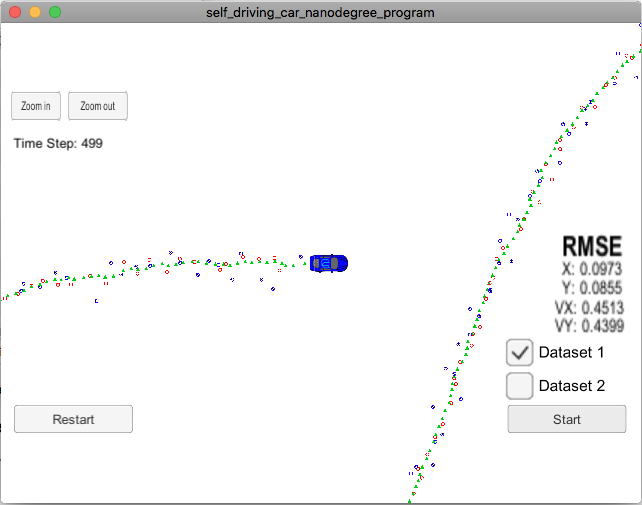 self_driving_car_nanodegree_program
Zoom in
Zoom out
Time Step: 499
RMSE
X: 0.0973
Y: 0.0855
VX: 0.4513
VY: 0.4399
Dataset 1
Dataset 2
Restart
Start